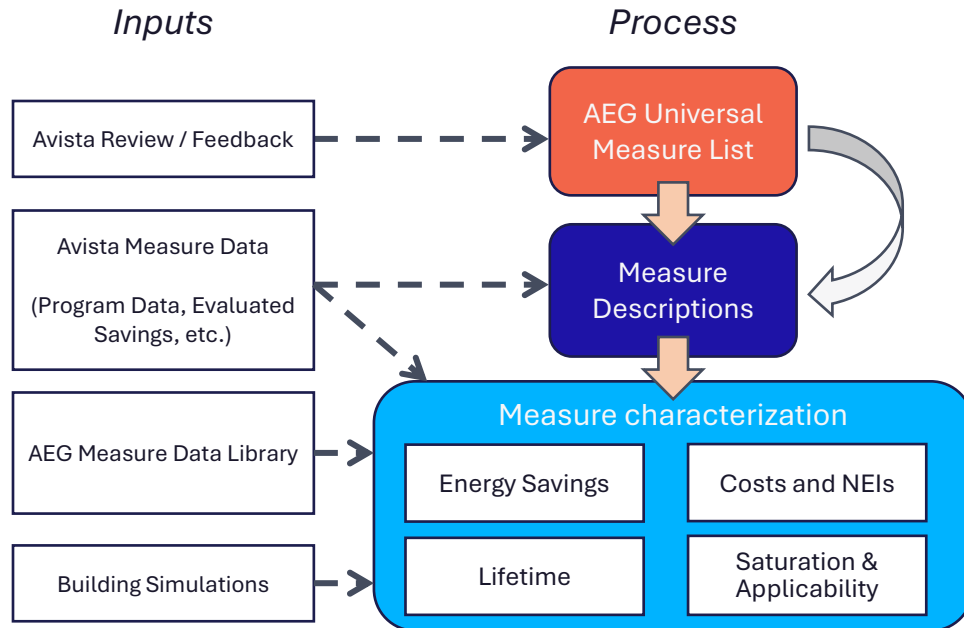 Inputs
Process
Avista Review / Feedback
AEG Universal
Measure List
Avista Measure Data
(Program Data, Evaluated
Savings, etc.)
Measure
Descriptions
AEG Measure Data Library
Building Simulations
Measure characterization
Energy Savings
Costs and NEIs
Lifetime
Saturation &
Applicability